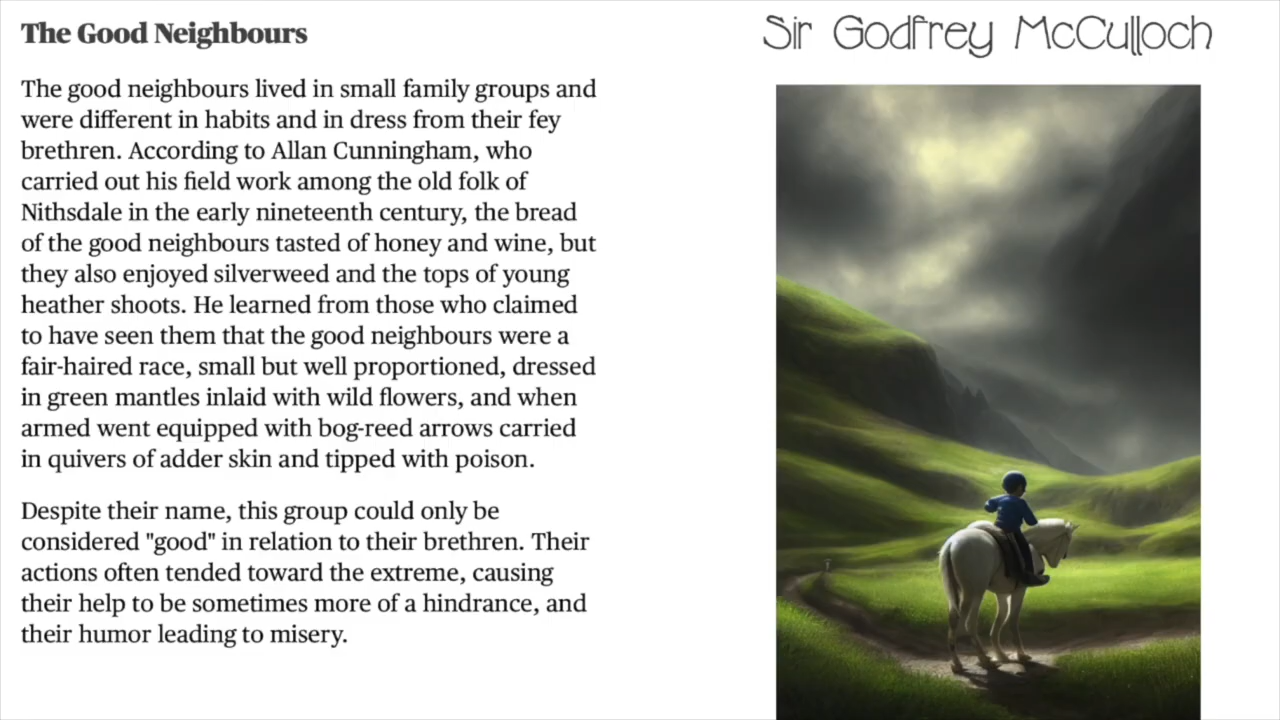 The Good Neighbours
The good neighbours lived in small family groups and
were different in habits and in dress from their fey
brethren. According to Allan Cunningham, who
carried out his field work among the old folk of
Nithsdale in the early nineteenth century, the bread
of the good neighbours tasted of honey and wine, but
they also enjoyed silverweed and the tops of young
heather shoots. He learned from those who claimed
to have seen them that the good neighbours were a
fair-haired race, small but well proportioned, dressed
in green mantles inlaid with wild flowers, and when
armed went equipped with bog-reed arrows carried
in quivers of adder skin and tipped with poison.
Despite their name, this group could only be
considered "good" in relation to their brethren. Their
actions often tended toward the extreme, causing
their help to be sometimes more of a hindrance, and
their humor leading to misery.
Sir Godfrey McCulloch